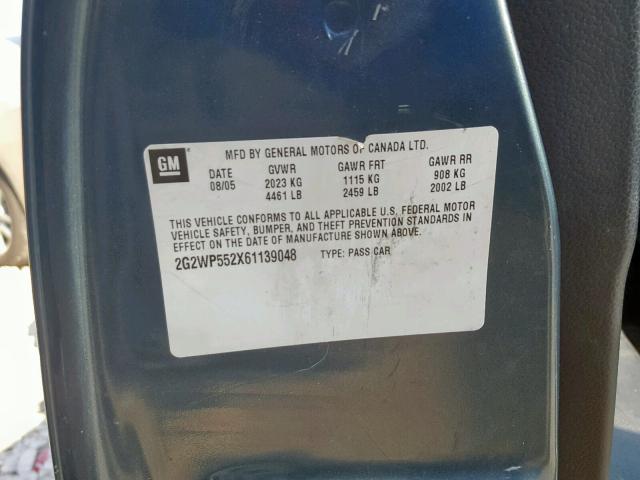 GM
MFD BY GENERAL MOTORS OF CANADA LTD.
DATE GVWR GAWR FRT GAWR RR
08/05 2023 KG 1115 KG 908 KG
4461 LB 2459 LB 2002 LB
THIS VEHICLE CONFORMS TO ALL APPLICABLE U.S. FEDERAL MOTOR
VEHICLE SAFETY, BUMPER, AND THEFT PREVENTION STANDARDS IN
EFFECT ON THE DATE OF MANUFACTURE SHOWN ABOVE.
2G2WP552X61139048 TYPE: PASS CAR